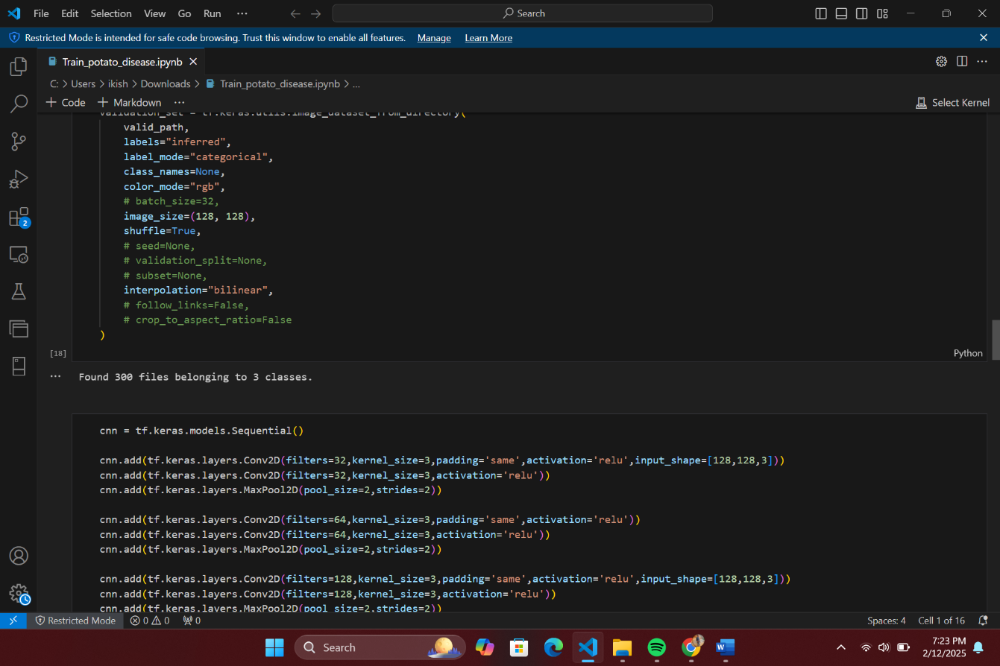 File Edit Selection View Go Run ··· Search
Restricted Mode is intended for safe code browsing. Trust this window to enable all features. Manage Learn More
Train_potato_disease.ipynb
C: > Users > ikish > Downloads > Train_potato_disease.ipynb > ...
+ Code + Markdown ··· Select Kernel
validation_set = tf.keras.utils.image_dataset_from_directory(
valid_path,
labels="inferred",
label_mode="categorical",
class_names=None,
color_mode="rgb",
# batch_size=32,
image_size=(128, 128),
shuffle=True,
# seed=None,
# validation_split=None,
# subset=None,
interpolation="bilinear",
# follow_links=False,
# crop_to_aspect_ratio=False
)
[18] Python
··· Found 300 files belonging to 3 classes.
cnn = tf.keras.models.Sequential()
cnn.add(tf.keras.layers.Conv2D(filters=32,kernel_size=3,padding='same',activation='relu',input_shape=[128,128,3]))
cnn.add(tf.keras.layers.Conv2D(filters=32,kernel_size=3,activation='relu'))
cnn.add(tf.keras.layers.MaxPool2D(pool_size=2,strides=2))
cnn.add(tf.keras.layers.Conv2D(filters=64,kernel_size=3,padding='same',activation='relu'))
cnn.add(tf.keras.layers.Conv2D(filters=64,kernel_size=3,activation='relu'))
cnn.add(tf.keras.layers.MaxPool2D(pool_size=2,strides=2))
cnn.add(tf.keras.layers.Conv2D(filters=128,kernel_size=3,padding='same',activation='relu',input_shape=[128,128,3]))
cnn.add(tf.keras.layers.Conv2D(filters=128,kernel_size=3,activation='relu'))
cnn.add(tf.keras.layers.MaxPool2D(pool_size=2,strides=2))
2
Restricted Mode 0 0 0 Spaces: 4 Cell 1 of 16
Search 7:23 PM
2/12/2025